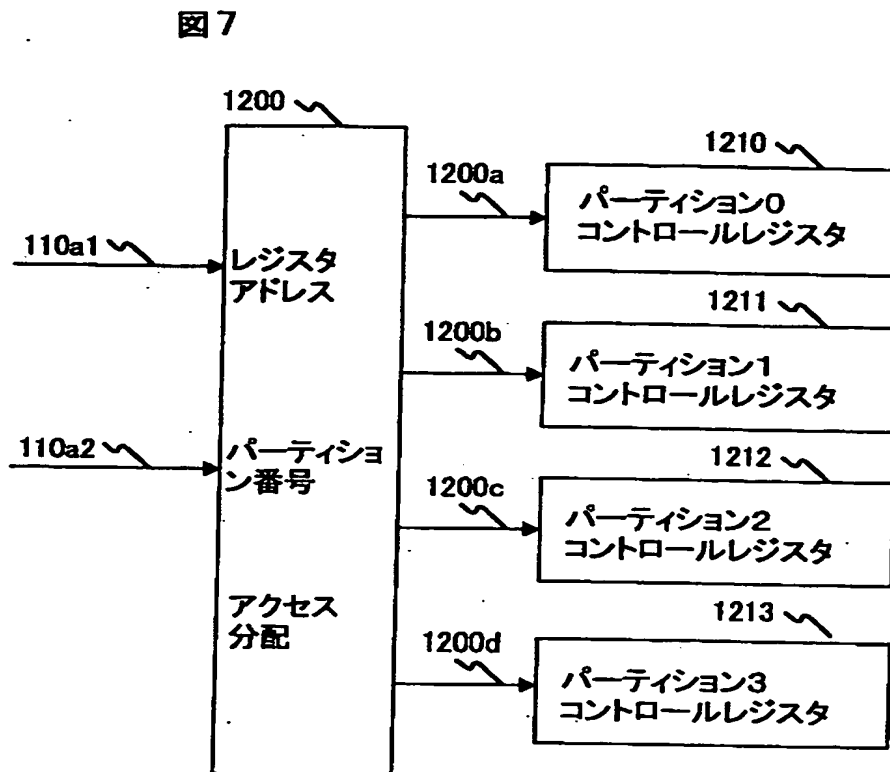 図7
1200
110a1
レジスタ
アドレス
110a2
パーティショ
ン番号
アクセス
分配
1200a
1210
パーティション0
コントロールレジスタ
1200b
1211
パーティション1
コントロールレジスタ
1200c
1212
パーティション2
コントロールレジスタ
1200d
1213
パーティション3
コントロールレジスタ